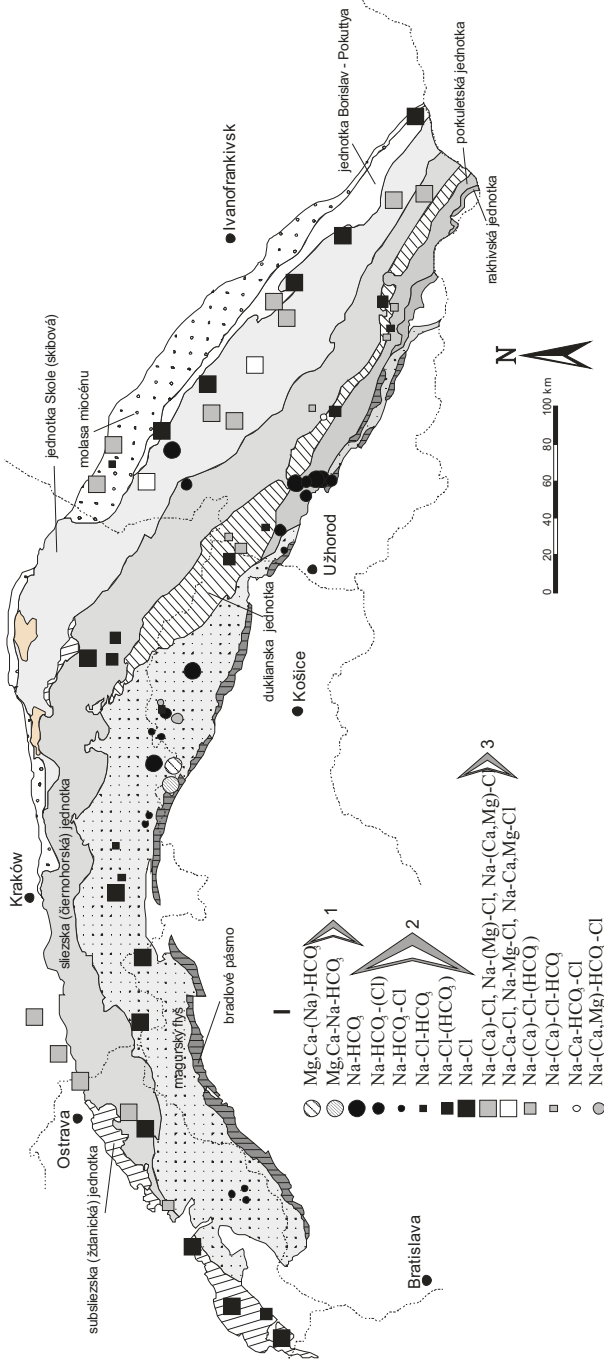 Kraków
Ostrava
Bratislava
Košice
Užhorod
Ivanofrankivsk
subsliezska (ždanická) jednotka
sliezska (čiernohorská) jednotka
magurský flyš
bradlové pásmo
duklianska jednotka
jednotka Skole (skibová)
molasa miocénu
jednotka Borislav - Pokuttya
porkuletská jednotka
rakhivská jednotka
N
0 20 40 60 80 100 km
I
Mg,Ca-(Na)-HCO₃
Mg,Ca-Na-HCO₃
1
Na-HCO₃
Na-HCO₃-(Cl)
Na-HCO₃-Cl
Na-Cl-HCO₃
Na-Cl-(HCO₃)
Na-Cl
2
Na-(Ca)-Cl, Na-(Mg)-Cl, Na-(Ca,Mg)-Cl
Na-Ca-Cl, Na-Mg-Cl, Na-Ca,Mg-Cl
3
Na-(Ca)-Cl-(HCO₃)
Na-(Ca)-Cl-HCO₃
Na-Ca-HCO₃-Cl
Na-(Ca,Mg)-HCO₃-Cl